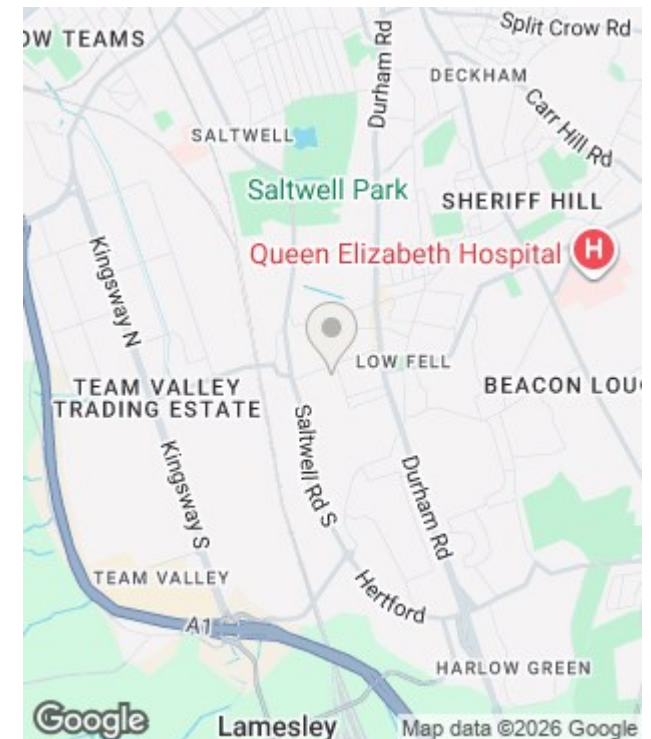 Split Crow Rd
OW TEAMS
Durham Rd
DECKHAM
Carr Hill Rd
SALTWELL
Saltwell Park
SHERIFF HILL
Queen Elizabeth Hospital
H
Kingsway N
LOW FELL
TEAM VALLEY
TRADING ESTATE
BEACON LOU
Saltwell Rd S
Kingsway S
Durham Rd
TEAM VALLEY
Hertford
A1
HARLOW GREEN
Google
Lamesley
Map data ©2026 Google